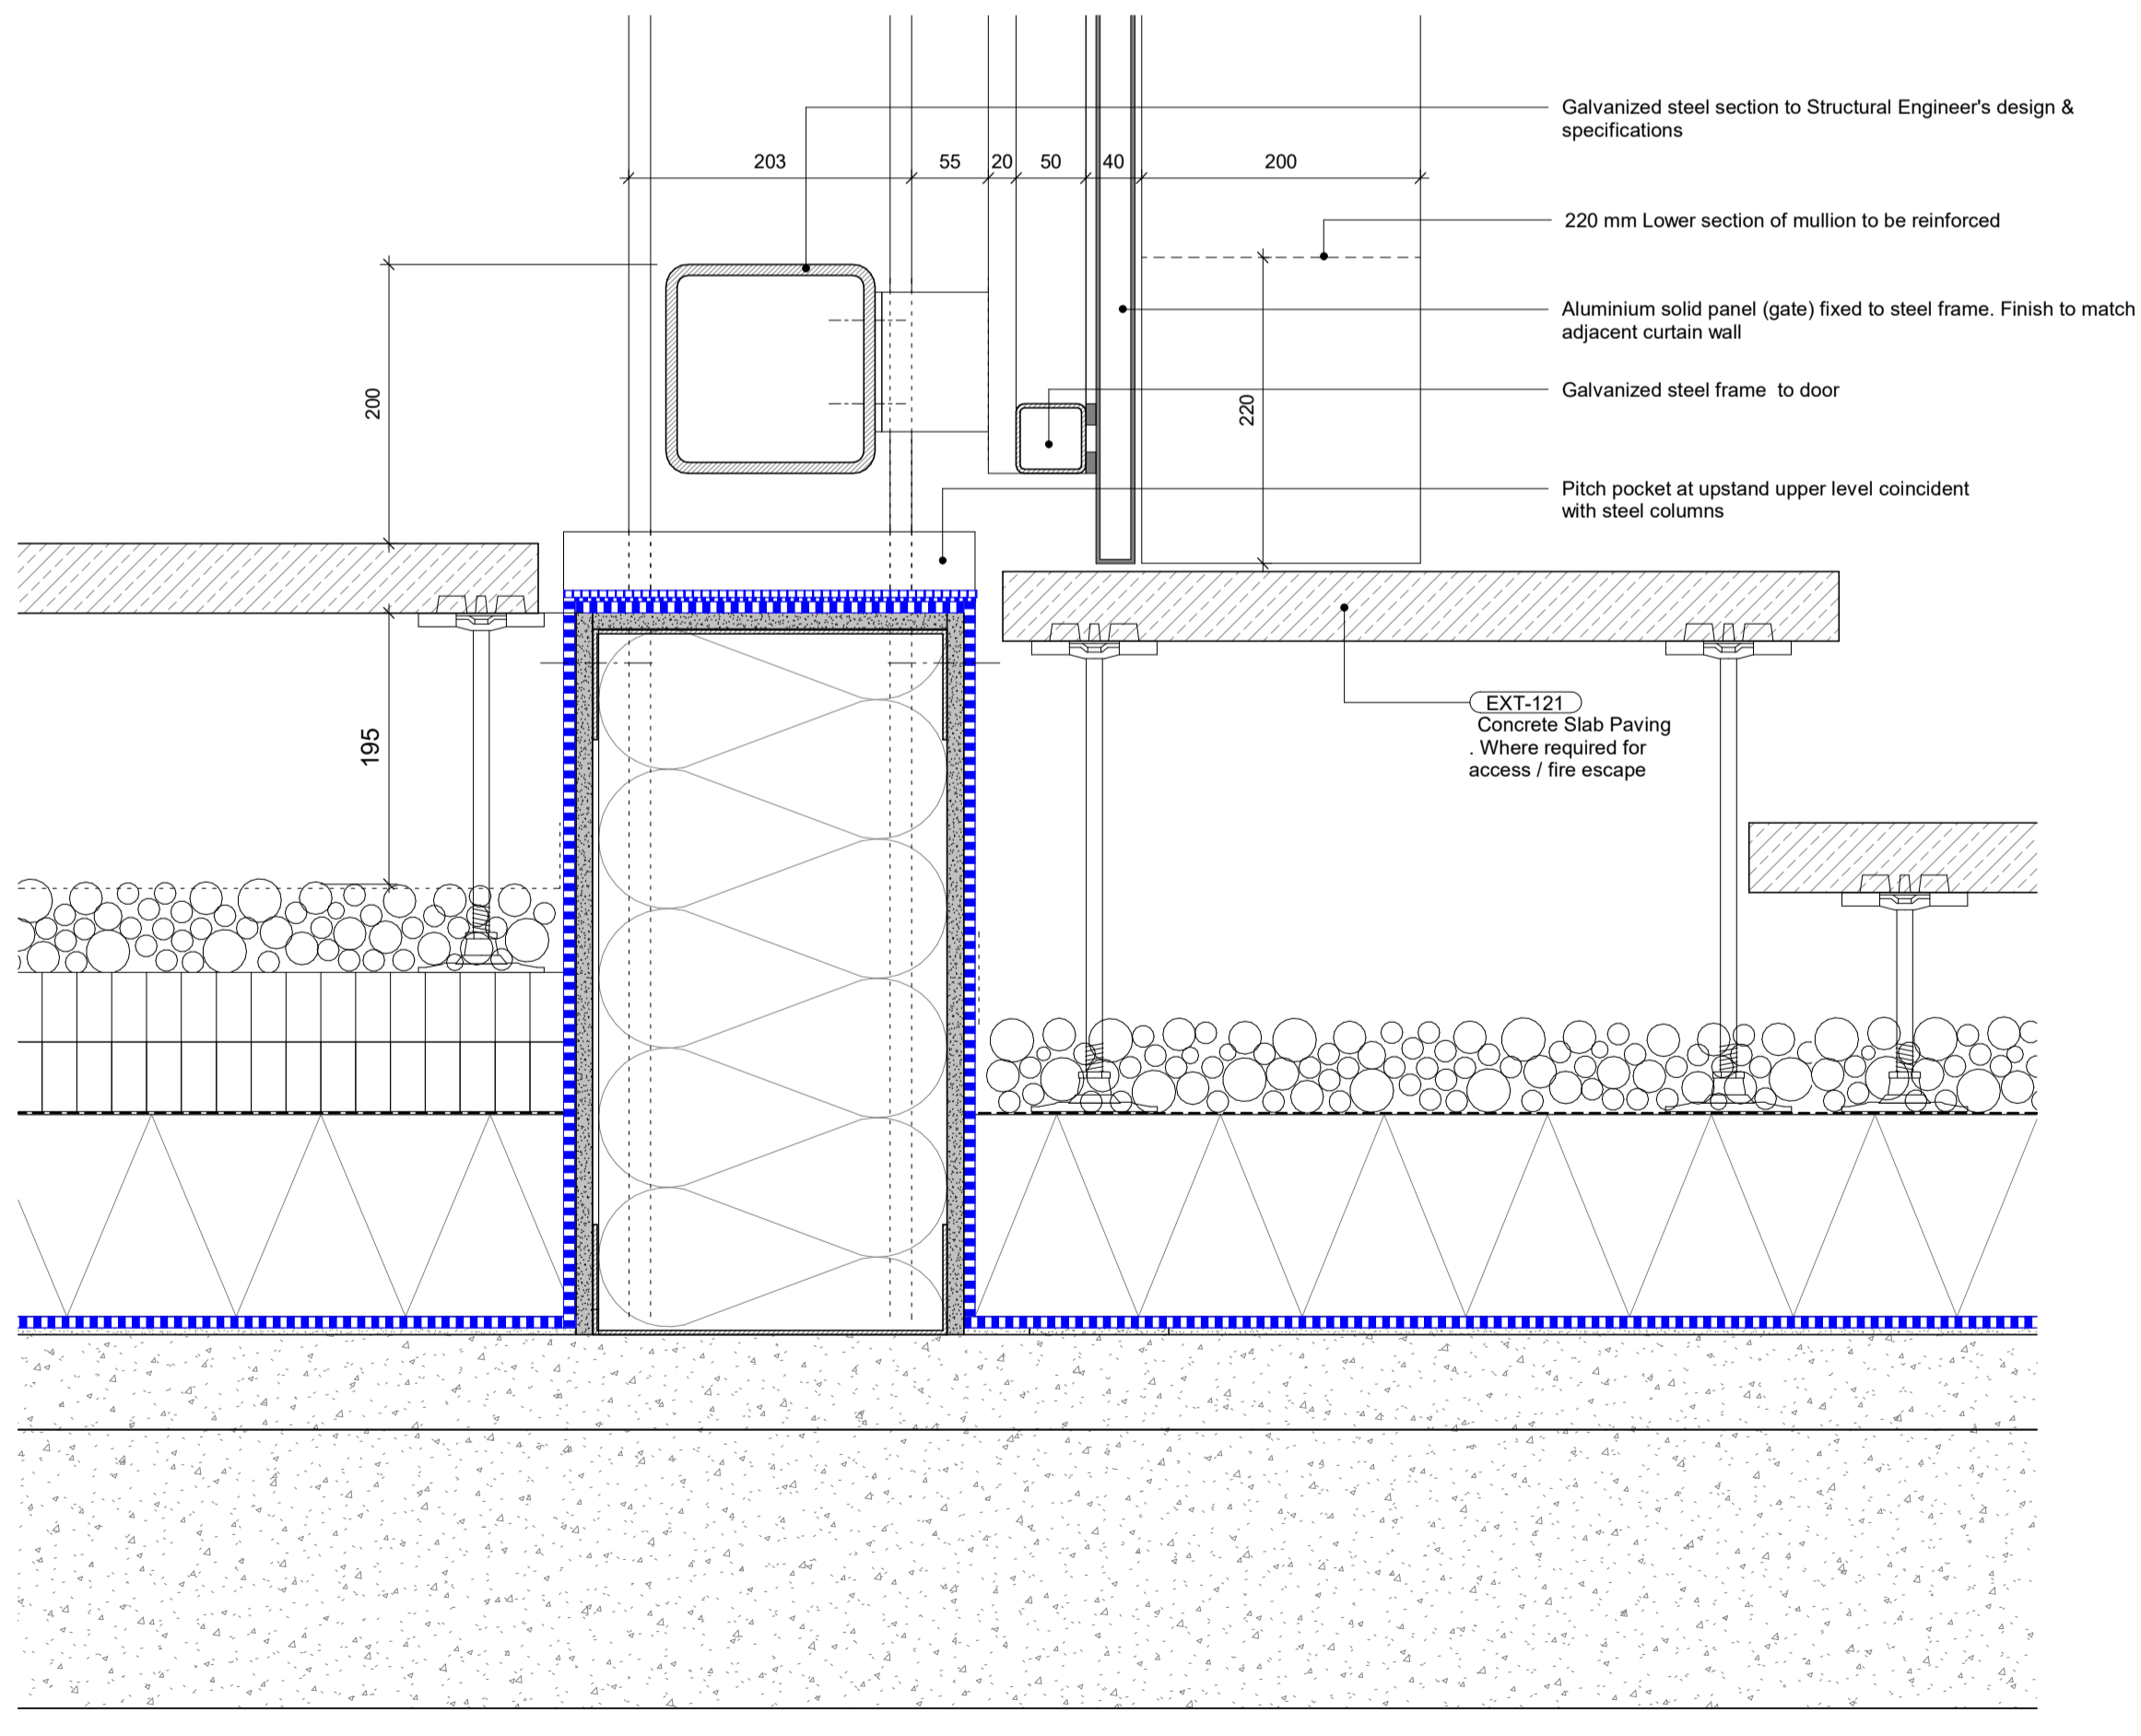 Galvanized steel section to Structural Engineer's design &
specifications
203
55
20
50
40
200
220 mm Lower section of mullion to be reinforced
Aluminium solid panel (gate) fixed to steel frame. Finish to match
adjacent curtain wall
200
220
Galvanized steel frame to door
Pitch pocket at upstand upper level coincident
with steel columns
195
EXT-121
Concrete Slab Paving
. Where required for
access / fire escape